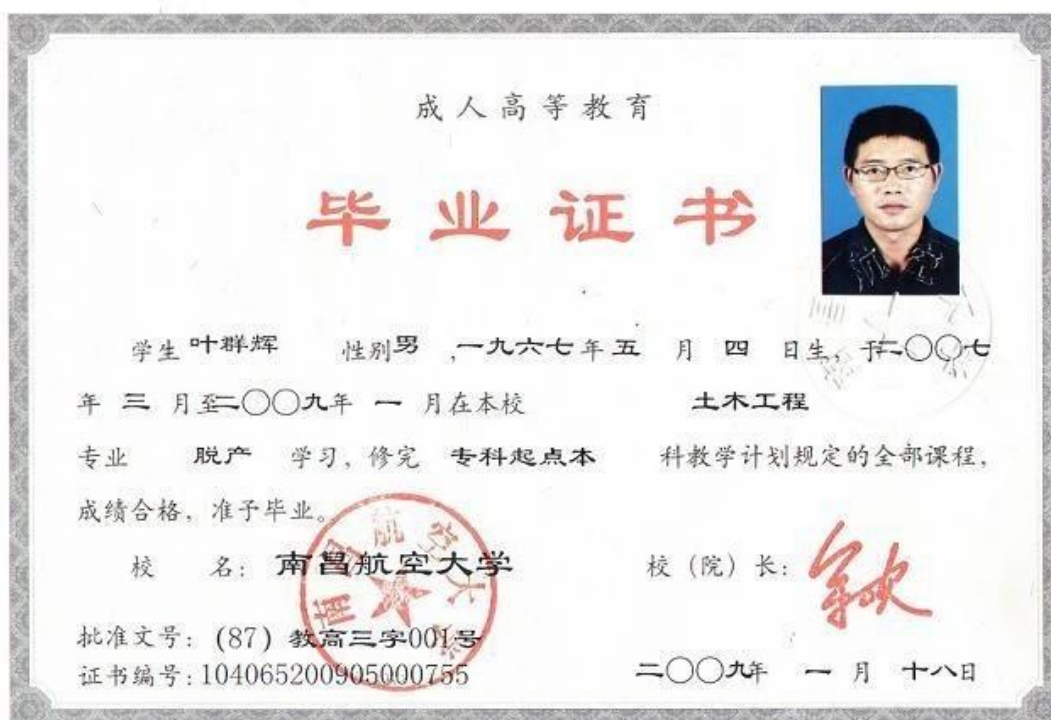 成人高等教育
毕业证书
学生 叶群辉 性别 男 ,一九六七年 五 月 四 日生，于二〇〇七
年 三 月至二〇〇九年 一 月在本校 土木工程
专业 脱产 学习，修完 专科起点本 科教学计划规定的全部课程，
成绩合格，准予毕业。
校 名： 南昌航空大学 校（院）长：
批准文号：(87) 教高三字001号
证书编号：104065200905000755 二〇〇九年 一 月 十八日
南昌航空大学